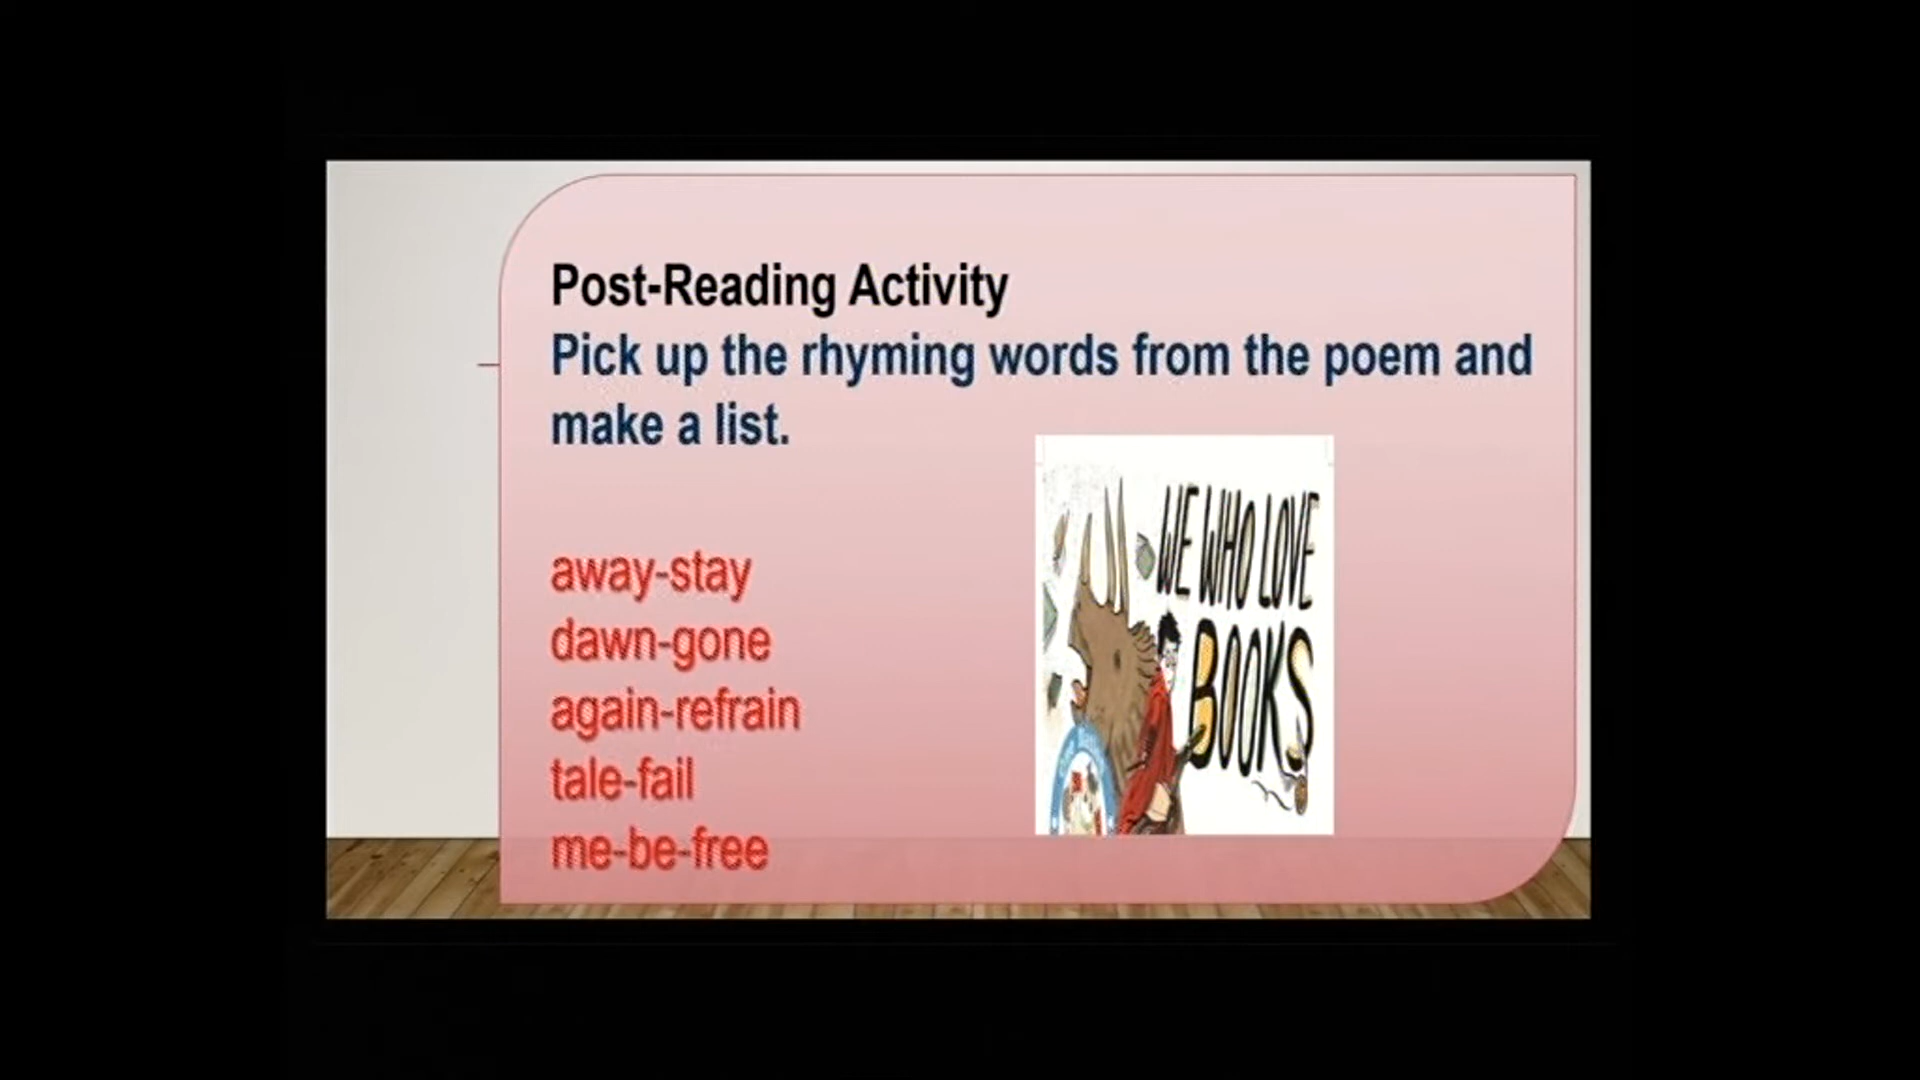 Post-Reading Activity
Pick up the rhyming words from the poem and
make a list.
away-stay
dawn-gone
again-refrain
tale-fail
me-be-free
WE WHO LOVE
BOOKS